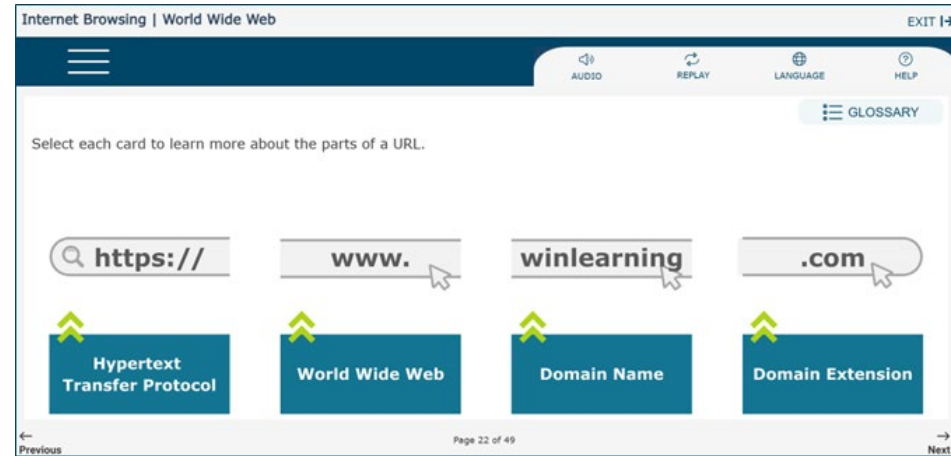 Internet Browsing | World Wide Web
EXIT
AUDIO
REPLAY
LANGUAGE
HELP
GLOSSARY
Select each card to learn more about the parts of a URL.
https://
www.
winlearning
.com
Hypertext
Transfer Protocol
World Wide Web
Domain Name
Domain Extension
Previous
Page 22 of 49
Next